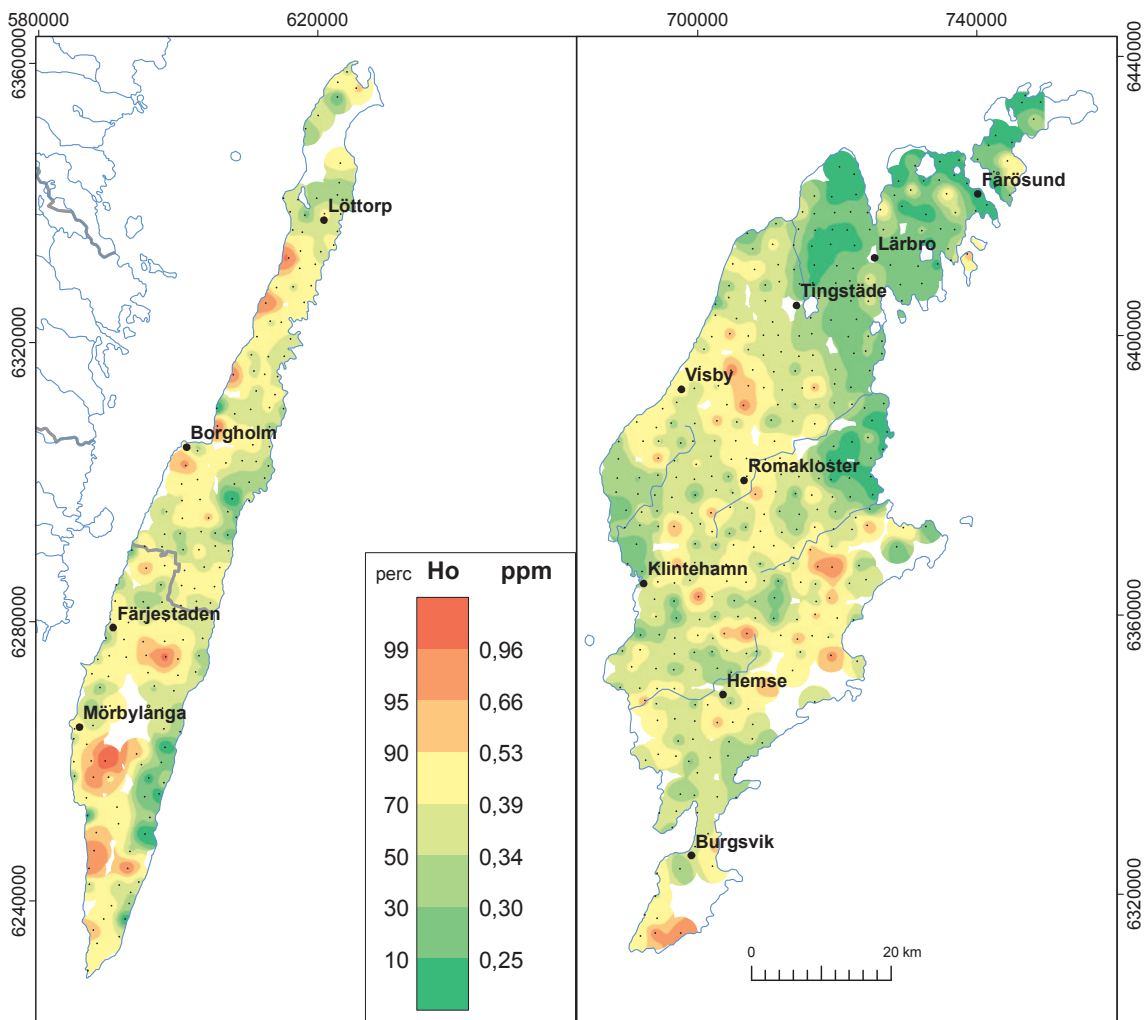 580000 620000
700000 740000
6360000
6320000
6280000
6240000
6440000
6400000
6360000
6320000
Löttorp
Borgholm
Färjestaden
Mörbylånga
Fårösund
Lärbro
Tingstäde
Visby
Romakloster
Klintehamn
Hemse
Burgsvik
perc Ho ppm
99 0,96
95 0,66
90 0,53
70 0,39
50 0,34
30 0,30
10 0,25
0 20 km